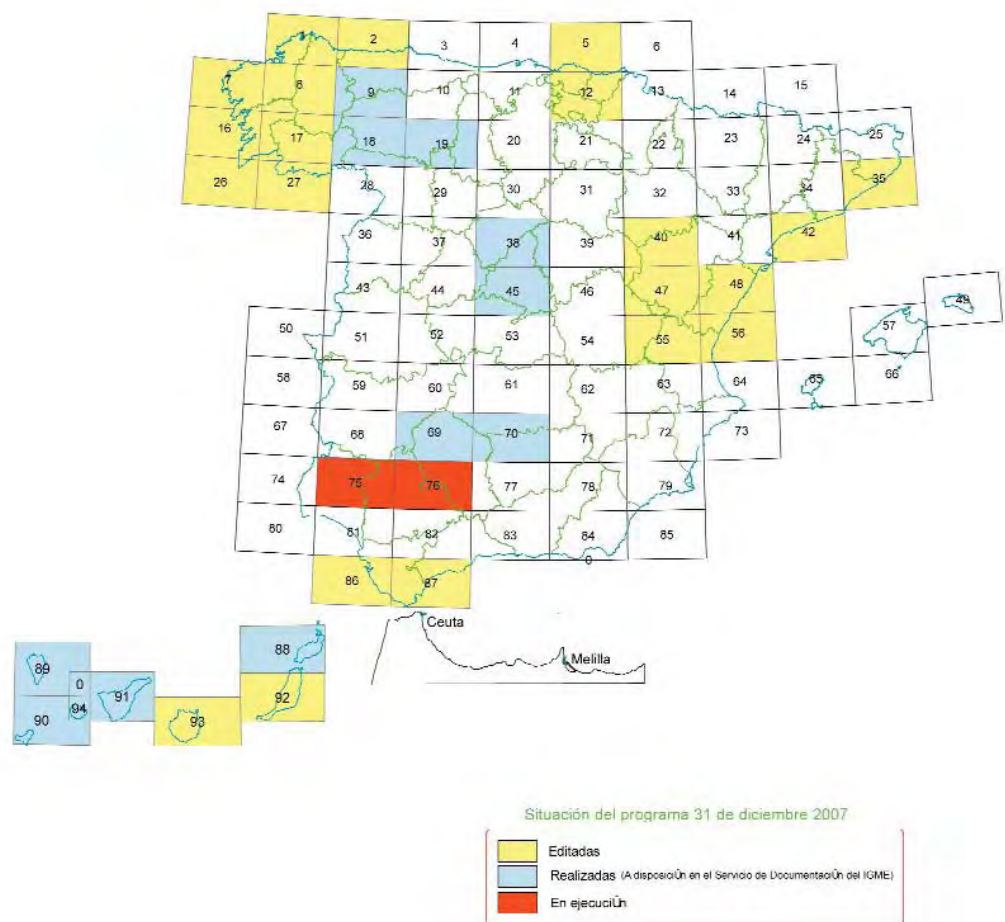 1 2 3 4 5 6
7 8 9 10 11 12 13 14 15
16 17 18 19 20 21 22 23 24 25
26 27 28 29 30 31 32 33 34 35
36 37 38 39 40 41 42
43 44 45 46 47 48 49
50 51 52 53 54 55 56 57
58 59 60 61 62 63 64 65 66
67 68 69 70 71 72 73
74 75 76 77 78 79
80 81 82 83 84 85
0
86 87
Ceuta
Melilla
88
89 0 91 92
90 94 93
Situación del programa 31 de diciembre 2007
Editadas
Realizadas (A disposiciÛn en el Servicio de DocumentaciÛn del IGME)
En ejecuciÛn